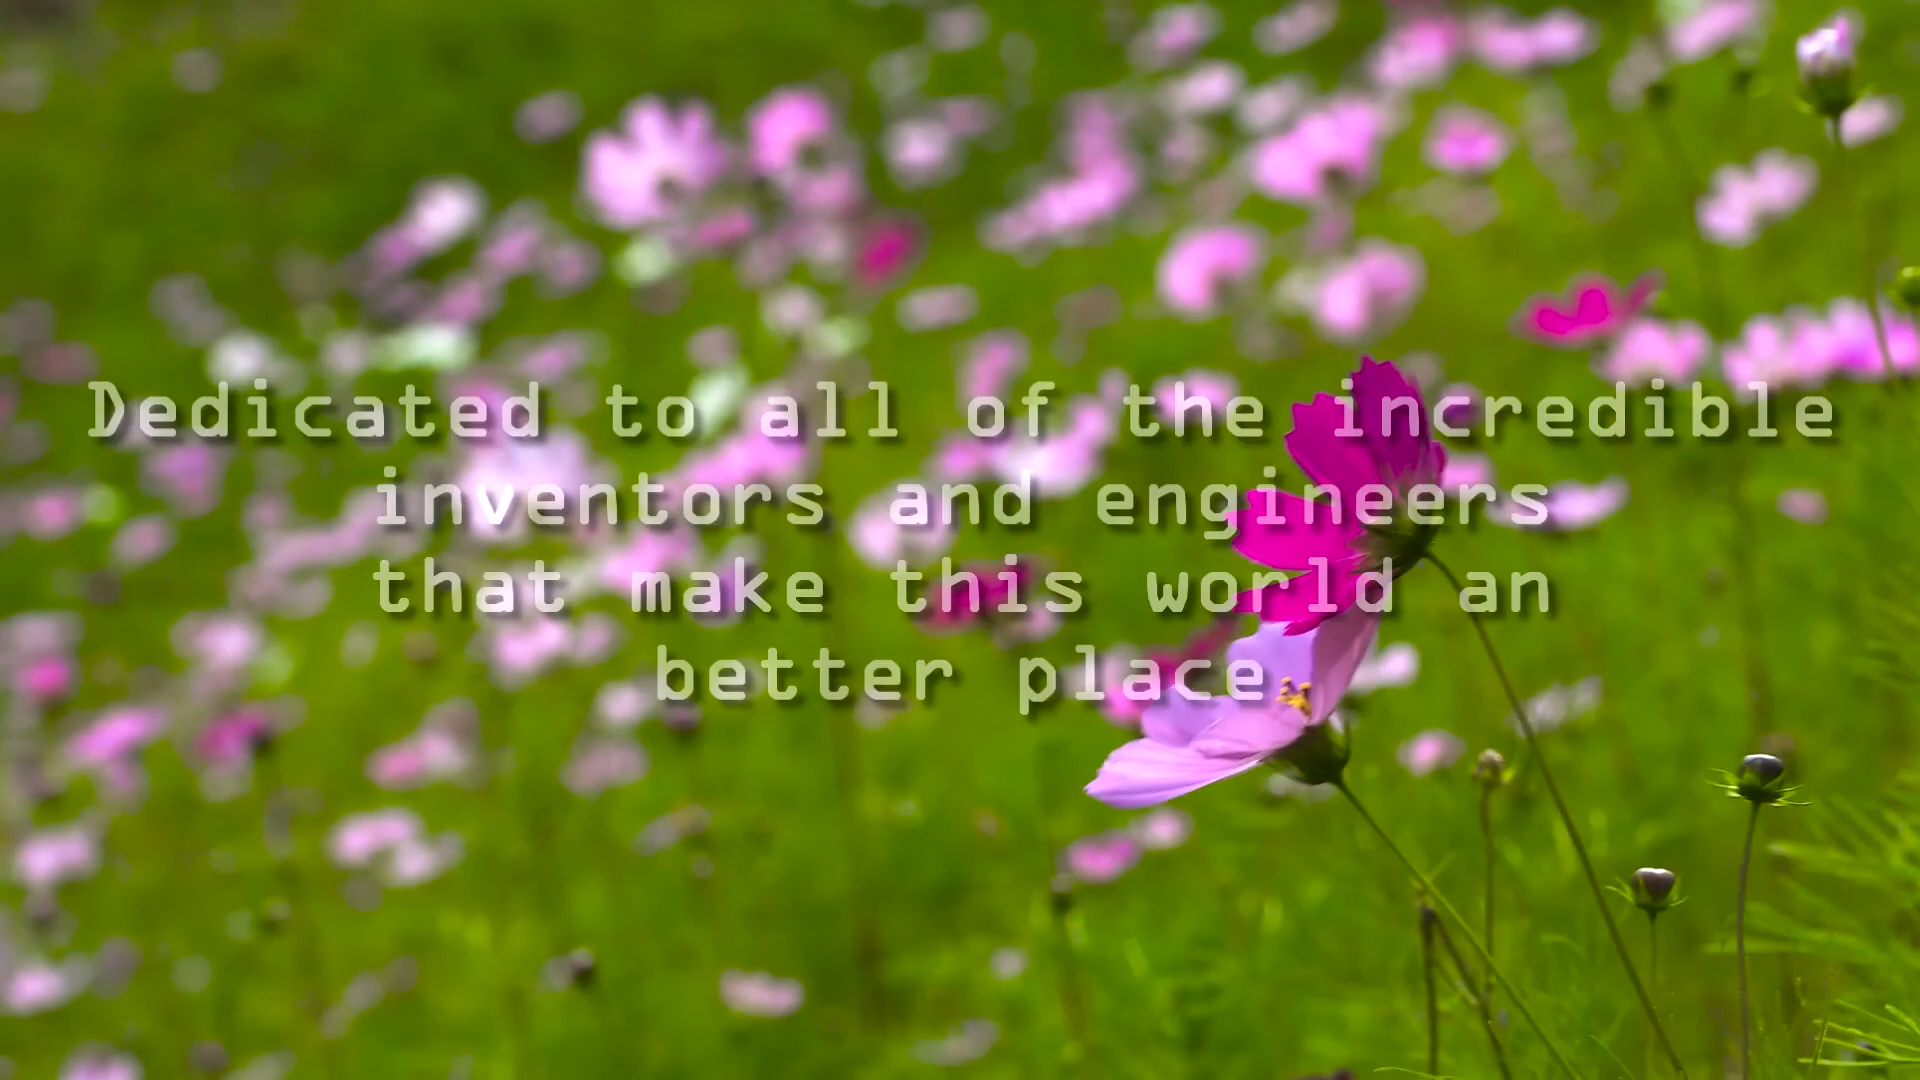 Dedicated to all of the incredible
inventors and engineers
that make this world an
better place